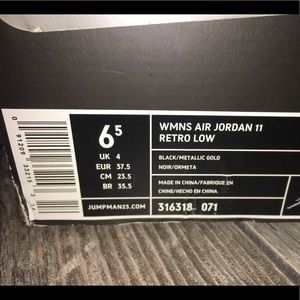 6.5
UK 4
EUR 37.5
CM 23.5
BR 35.5
JUMPMAN23.COM
WMNS AIR JORDAN 11
RETRO LOW
BLACK/METALLIC GOLD
NOIR/ORMETA
MADE IN CHINA/FABRIQUE EN
CHINE/HECHO EN CHINA
316318 071